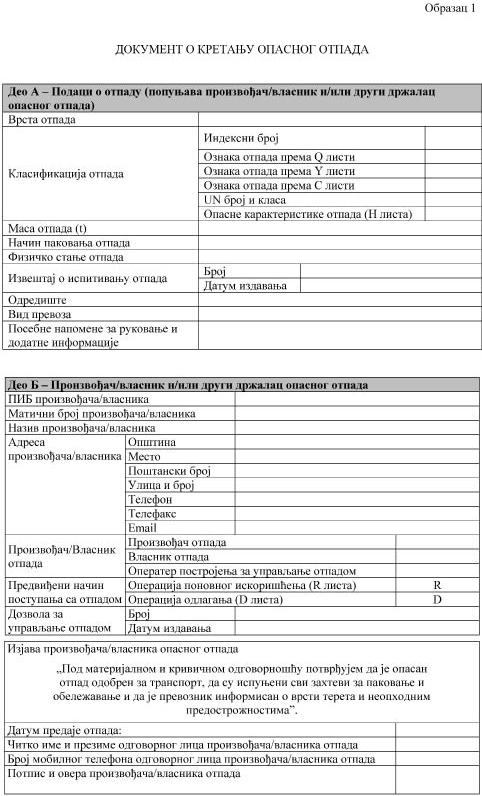 Образац 1
ДОКУМЕНТ О КРЕТАЊУ ОПАСНОГ ОТПАДА
Део А – Подаци о отпаду (попуњава произвођач/власник и/или други држалац
опасног отпада)
Врста отпада
Класификација отпада
Индексни број
Ознака отпада према Q листи
Ознака отпада према Y листи
Ознака отпада према C листи
UN број и класа
Опасне карактеристике отпада (H листа)
Маса отпада (t)
Начин паковања отпада
Физичко стање отпада
Извештај о испитивању отпада
Број
Датум издавања
Одредиште
Вид превоза
Посебне напомене за руковање и
додатне информације
Део Б – Произвођач/власник и/или други држалац опасног отпада
ПИБ произвођача/власника
Матични број произвођача/власника
Назив произвођача/власника
Адреса
произвођача/власника
Општина
Место
Поштански број
Улица и број
Телефон
Телефакс
Email
Произвођач/Власник
отпада
Произвођач отпада
Власник отпада
Оператер постројења за управљање отпадом
Предвиђени начин
поступања са отпадом
Операција поновног искоришћења (R листа) R
Операција одлагања (D листа) D
Дозвола за
управљање отпадом
Број
Датум издавања
Изјава произвођача/власника опасног отпада
„Под материјалном и кривичном одговорношћу потврђујем да је опасан
отпад одобрен за транспорт, да су испуњени сви захтеви за паковање и
обележавање и да је превозник информисан о врсти терета и неопходним
предострожностима”.
Датум предаје отпада:
Читко име и презиме одговорног лица произвођача/власника отпада
Број мобилног телефона одговорног лица произвођача/власника отпада
Потпис и овера произвођача/власника отпада